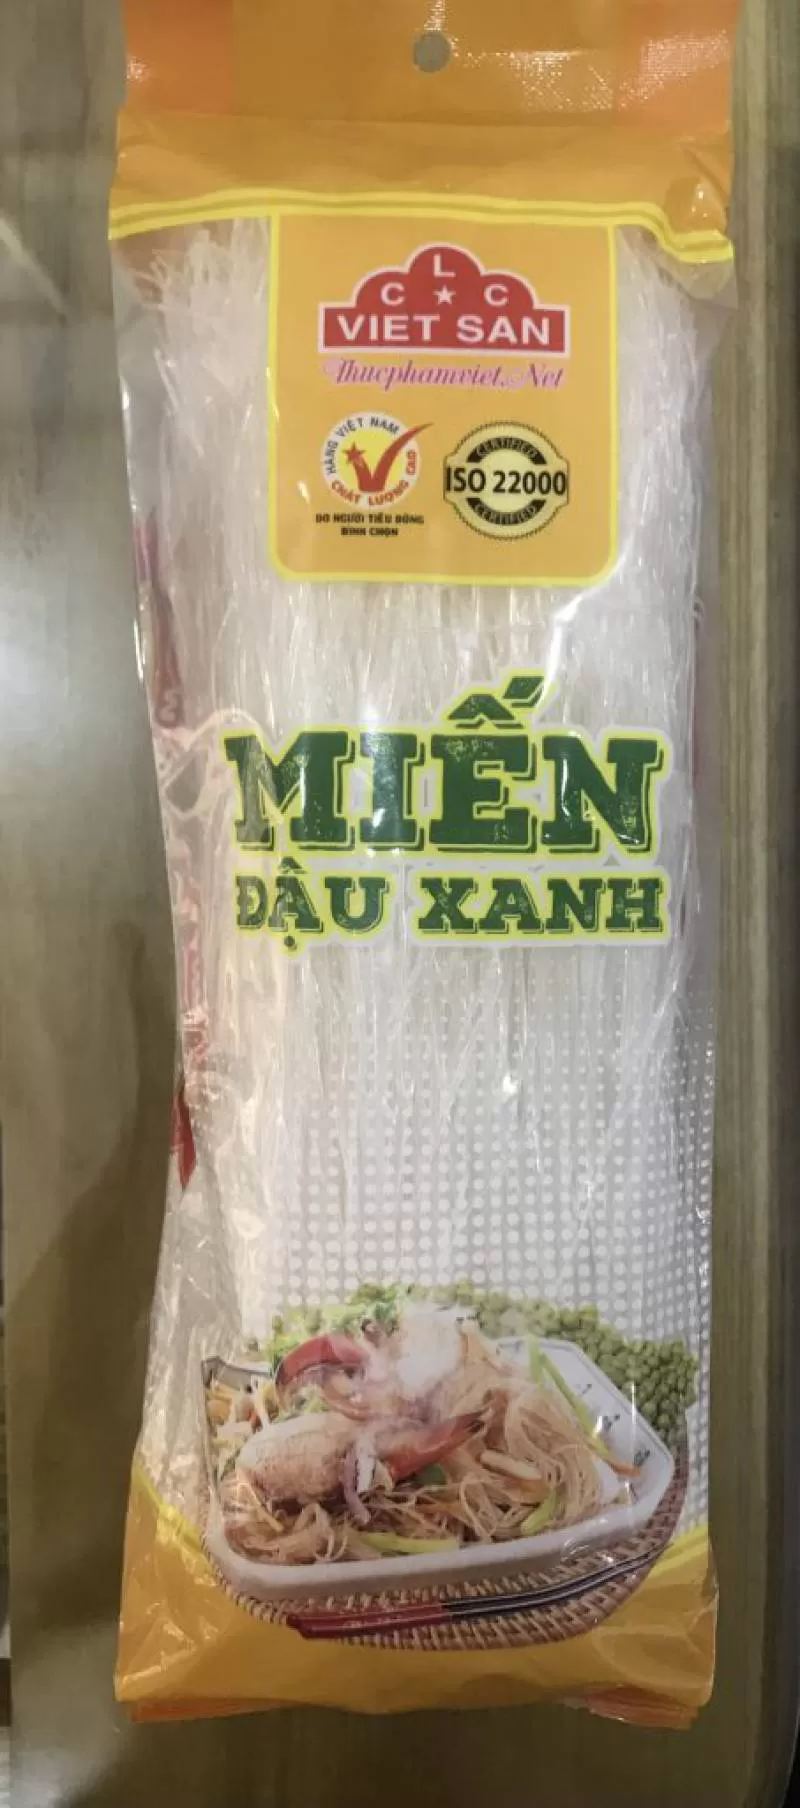 L
C ★ C
VIET SAN
Thucphamviet.Net
HÀNG VIỆT NAM
CHẤT LƯỢNG CAO
DO NGƯỜI TIÊU DÙNG
BÌNH CHỌN
CERTIFIED
ISO 22000
CERTIFIED
MIẾN
ĐẬU XANH